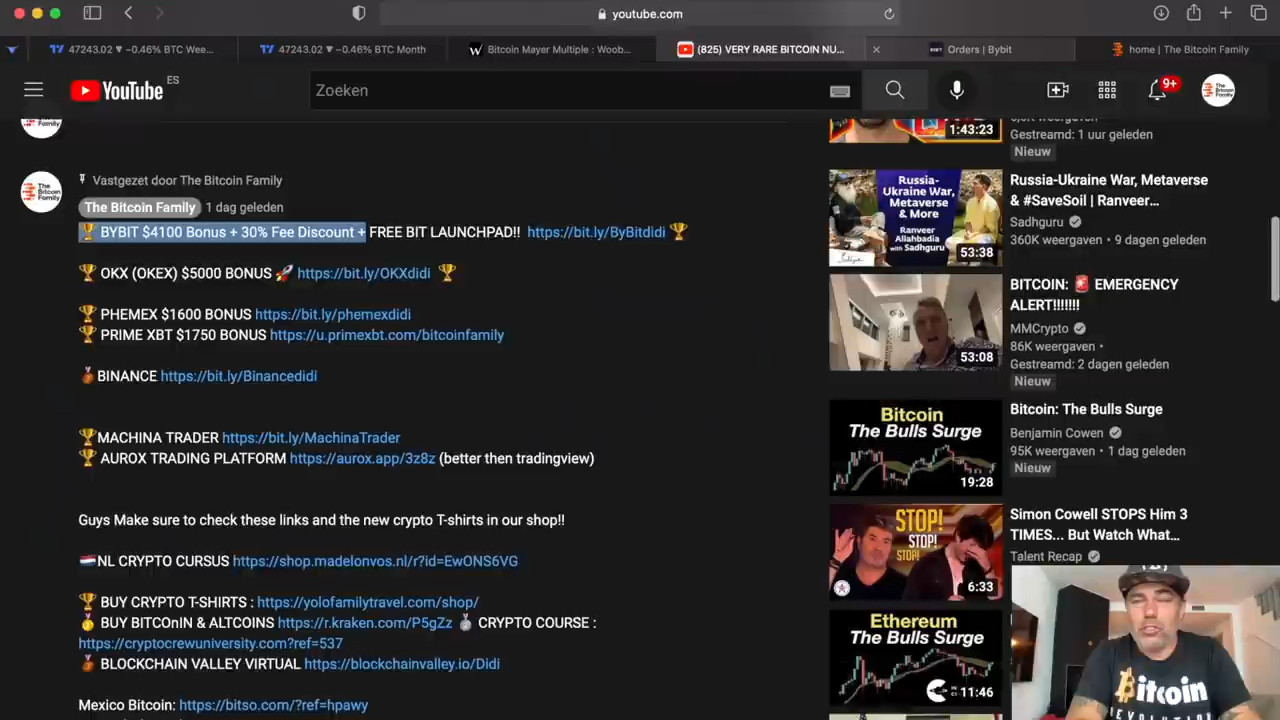 youtube.com
47243.02 ▼ −0.46% BTC Wee...
47243.02 ▼ −0.46% BTC Month
Bitcoin Mayer Multiple : Woob...
(825) VERY RARE BITCOIN NU...
Orders | Bybit
home | The Bitcoin Family
YouTube ES
Zoeken
9+
Vastgezet door The Bitcoin Family
The Bitcoin Family 1 dag geleden
🏆 BYBIT $4100 Bonus + 30% Fee Discount + FREE BIT LAUNCHPAD!! https://bit.ly/ByBitdidi 🏆
🏆 OKX (OKEX) $5000 BONUS 🚀 https://bit.ly/OKXdidi 🏆
🏆 PHEMEX $1600 BONUS https://bit.ly/phemexdidi
🏆 PRIME XBT $1750 BONUS https://u.primexbt.com/bitcoinfamily
🥉BINANCE https://bit.ly/Binancedidi
🏆MACHINA TRADER https://bit.ly/MachinaTrader
🏆 AUROX TRADING PLATFORM https://aurox.app/3z8z (better then tradingview)
Guys Make sure to check these links and the new crypto T-shirts in our shop!!
🇳🇱NL CRYPTO CURSUS https://shop.madelonvos.nl/r?id=EwONS6VG
🏆 BUY CRYPTO T-SHIRTS : https://yolofamilytravel.com/shop/
🥇 BUY BITCOnIN & ALTCOINS https://r.kraken.com/P5gZz 🥈 CRYPTO COURSE :
https://cryptocrewuniversity.com?ref=537
🥉 BLOCKCHAIN VALLEY VIRTUAL https://blockchainvalley.io/Didi
Mexico Bitcoin: https://bitso.com/?ref=hpawy
1:43:23
Gestreamd: 1 uur geleden
Nieuw
Russia-
Ukraine War,
Metaverse
& More
Ranveer
Allahbadia
with Sadhguru
53:38
Russia-Ukraine War, Metaverse
& #SaveSoil | Ranveer...
Sadhguru
360K weergaven • 9 dagen geleden
53:08
BITCOIN: 🚨 EMERGENCY
ALERT!!!!!!!
MMCrypto
86K weergaven •
Gestreamd: 2 dagen geleden
Nieuw
Bitcoin
The Bulls Surge
19:28
Bitcoin: The Bulls Surge
Benjamin Cowen
95K weergaven • 1 dag geleden
Nieuw
STOP!
STOP!
STOP!
6:33
Simon Cowell STOPS Him 3
TIMES... But Watch What...
Talent Recap
Ethereum
The Bulls Surge
11:46
Bitcoin